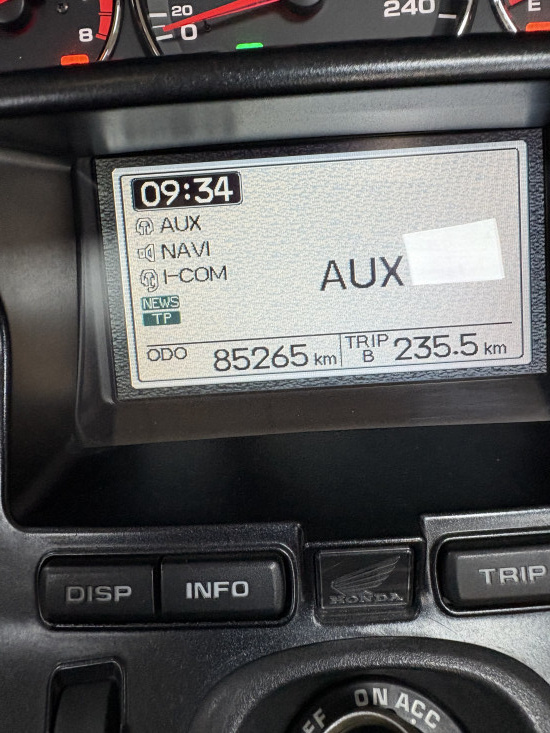 8
20
0
240
E
09:34
AUX
NAVI
I-COM
NEWS
TP
AUX
ODO 85265 km
TRIP B 235.5 km
DISP
INFO
HONDA
TRIP
ON ACC